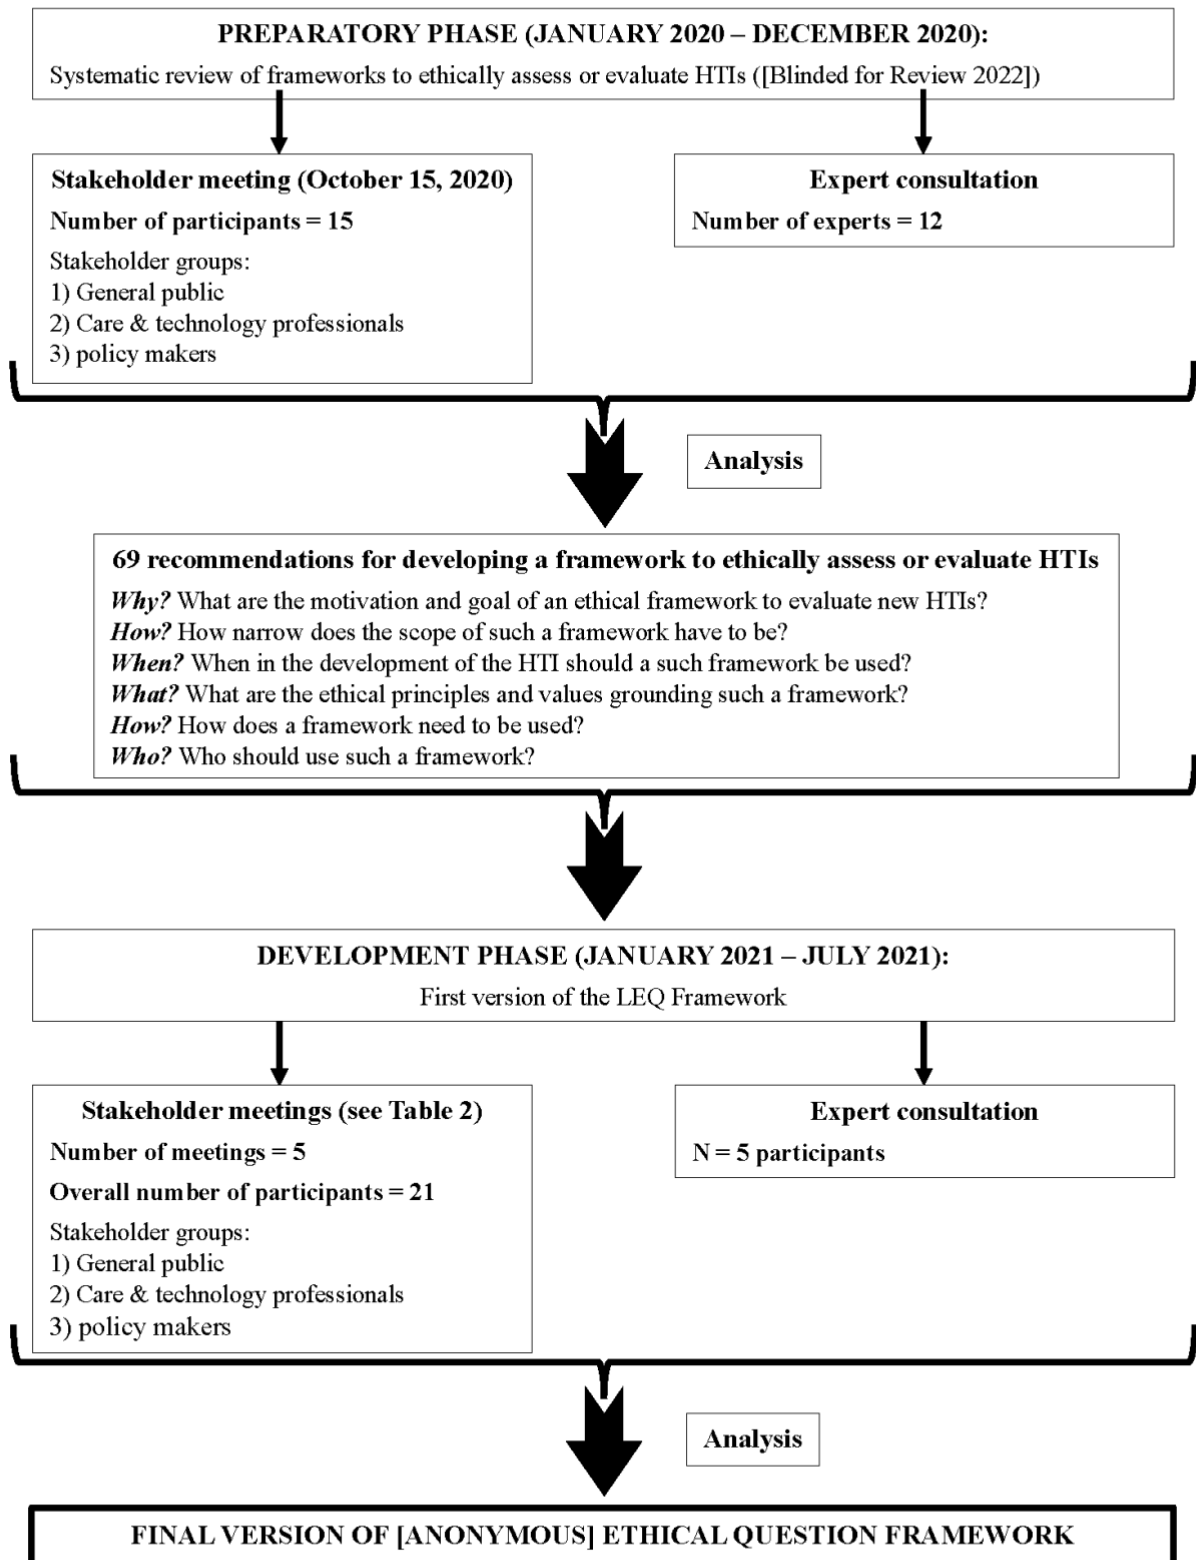 PREPARATORY PHASE (JANUARY 2020 – DECEMBER 2020):
Systematic review of frameworks to ethically assess or evaluate HTIs ([Blinded for Review 2022])
Stakeholder meeting (October 15, 2020)
Number of participants = 15
Stakeholder groups:
1) General public
2) Care & technology professionals
3) policy makers
Expert consultation
Number of experts = 12
Analysis
69 recommendations for developing a framework to ethically assess or evaluate HTIs
Why? What are the motivation and goal of an ethical framework to evaluate new HTIs?
How? How narrow does the scope of such a framework have to be?
When? When in the development of the HTI should a such framework be used?
What? What are the ethical principles and values grounding such a framework?
How? How does a framework need to be used?
Who? Who should use such a framework?
DEVELOPMENT PHASE (JANUARY 2021 – JULY 2021):
First version of the LEQ Framework
Stakeholder meetings (see Table 2)
Number of meetings = 5
Overall number of participants = 21
Stakeholder groups:
1) General public
2) Care & technology professionals
3) policy makers
Expert consultation
N = 5 participants
Analysis
FINAL VERSION OF [ANONYMOUS] ETHICAL QUESTION FRAMEWORK